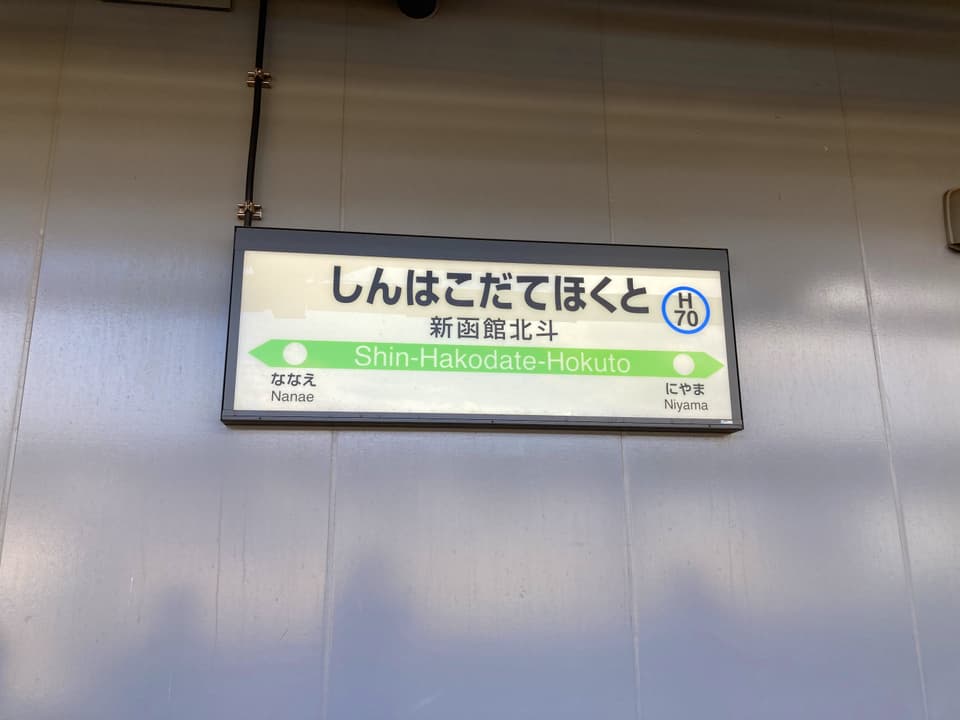 しんはこだてほくと
H
70
新函館北斗
Shin-Hakodate-Hokuto
ななえ
Nanae
にやま
Niyama